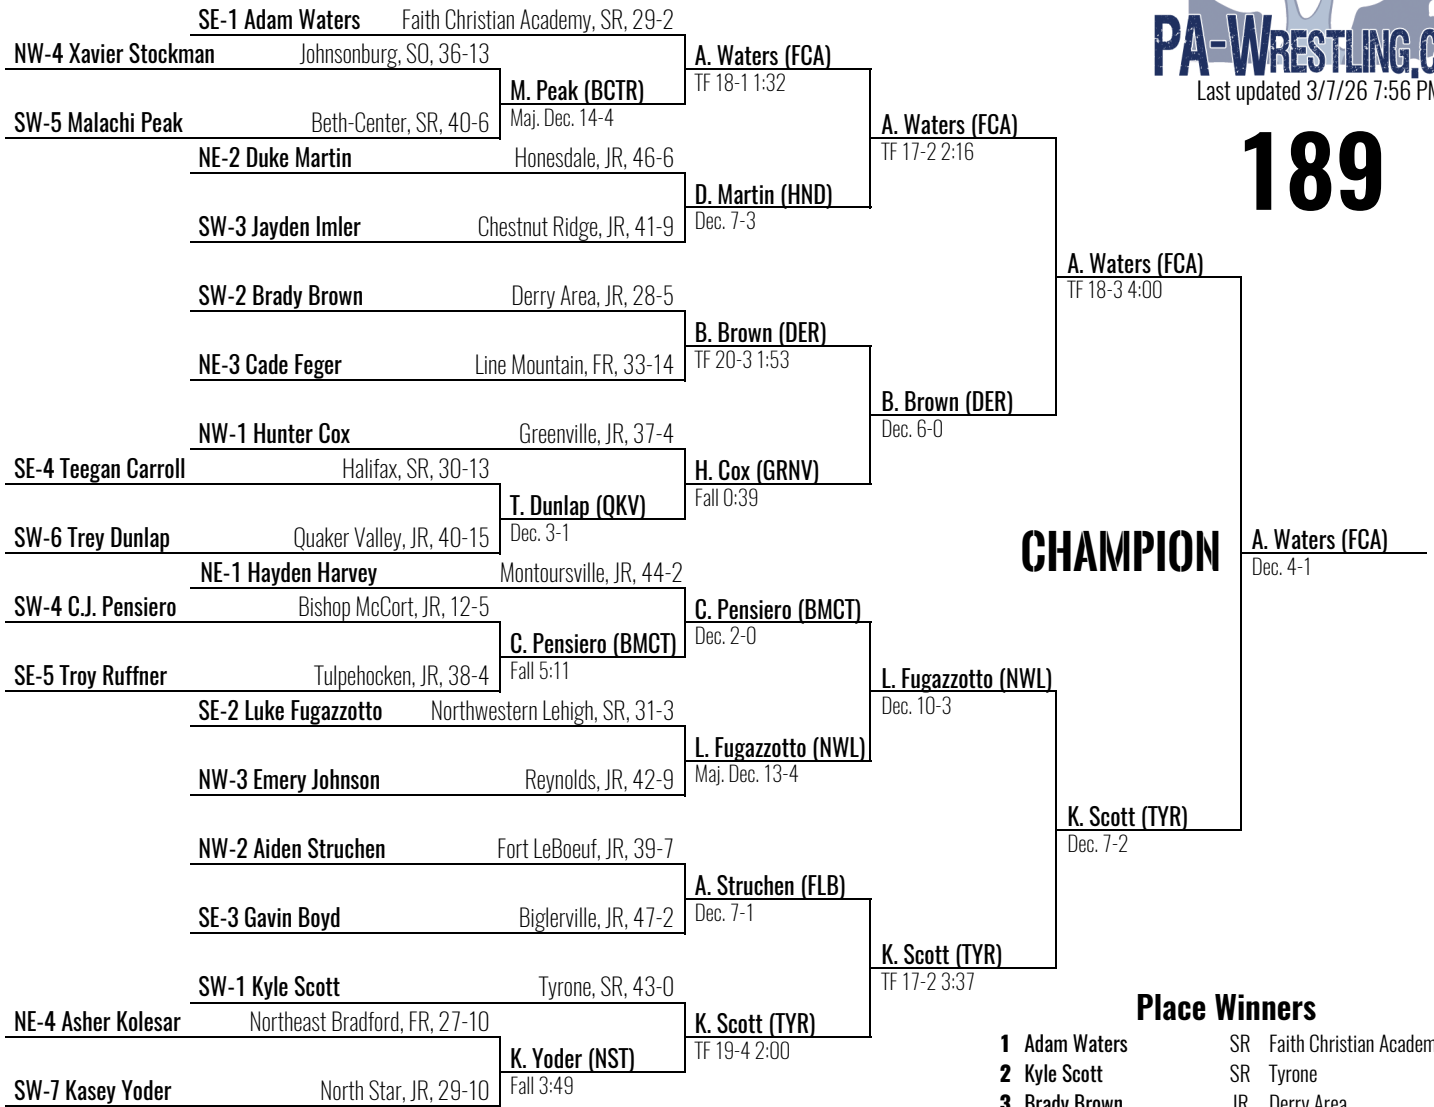 SE-1 Adam Waters Faith Christian Academy, SR, 29-2
NW-4 Xavier Stockman Johnsonburg, SO, 36-13
A. Waters (FCA)
TF 18-1 1:32
M. Peak (BCTR)
Maj. Dec. 14-4
SW-5 Malachi Peak Beth-Center, SR, 40-6
NE-2 Duke Martin Honesdale, JR, 46-6
D. Martin (HND)
Dec. 7-3
SW-3 Jayden Imler Chestnut Ridge, JR, 41-9
A. Waters (FCA)
TF 17-2 2:16
PA-WRESTLING.C
Last updated 3/7/26 7:56 PM
189
SW-2 Brady Brown Derry Area, JR, 28-5
B. Brown (DER)
TF 20-3 1:53
NE-3 Cade Feger Line Mountain, FR, 33-14
A. Waters (FCA)
TF 18-3 4:00
B. Brown (DER)
Dec. 6-0
NW-1 Hunter Cox Greenville, JR, 37-4
SE-4 Teegan Carroll Halifax, SR, 30-13
H. Cox (GRNV)
Fall 0:39
T. Dunlap (QKV)
Dec. 3-1
SW-6 Trey Dunlap Quaker Valley, JR, 40-15
CHAMPION
A. Waters (FCA)
Dec. 4-1
NE-1 Hayden Harvey Montoursville, JR, 44-2
SW-4 C.J. Pensiero Bishop McCort, JR, 12-5
C. Pensiero (BMCT)
Dec. 2-0
C. Pensiero (BMCT)
Fall 5:11
SE-5 Troy Ruffner Tulpehocken, JR, 38-4
L. Fugazzotto (NWL)
Dec. 10-3
SE-2 Luke Fugazzotto Northwestern Lehigh, SR, 31-3
L. Fugazzotto (NWL)
Maj. Dec. 13-4
NW-3 Emery Johnson Reynolds, JR, 42-9
K. Scott (TYR)
Dec. 7-2
NW-2 Aiden Struchen Fort LeBoeuf, JR, 39-7
A. Struchen (FLB)
Dec. 7-1
SE-3 Gavin Boyd Biglerville, JR, 47-2
K. Scott (TYR)
TF 17-2 3:37
SW-1 Kyle Scott Tyrone, SR, 43-0
NE-4 Asher Kolesar Northeast Bradford, FR, 27-10
K. Scott (TYR)
TF 19-4 2:00
K. Yoder (NST)
Fall 3:49
SW-7 Kasey Yoder North Star, JR, 29-10
Place Winners
1 Adam Waters SR Faith Christian Academ
2 Kyle Scott SR Tyrone
3 Brady Brown JR Derry Area